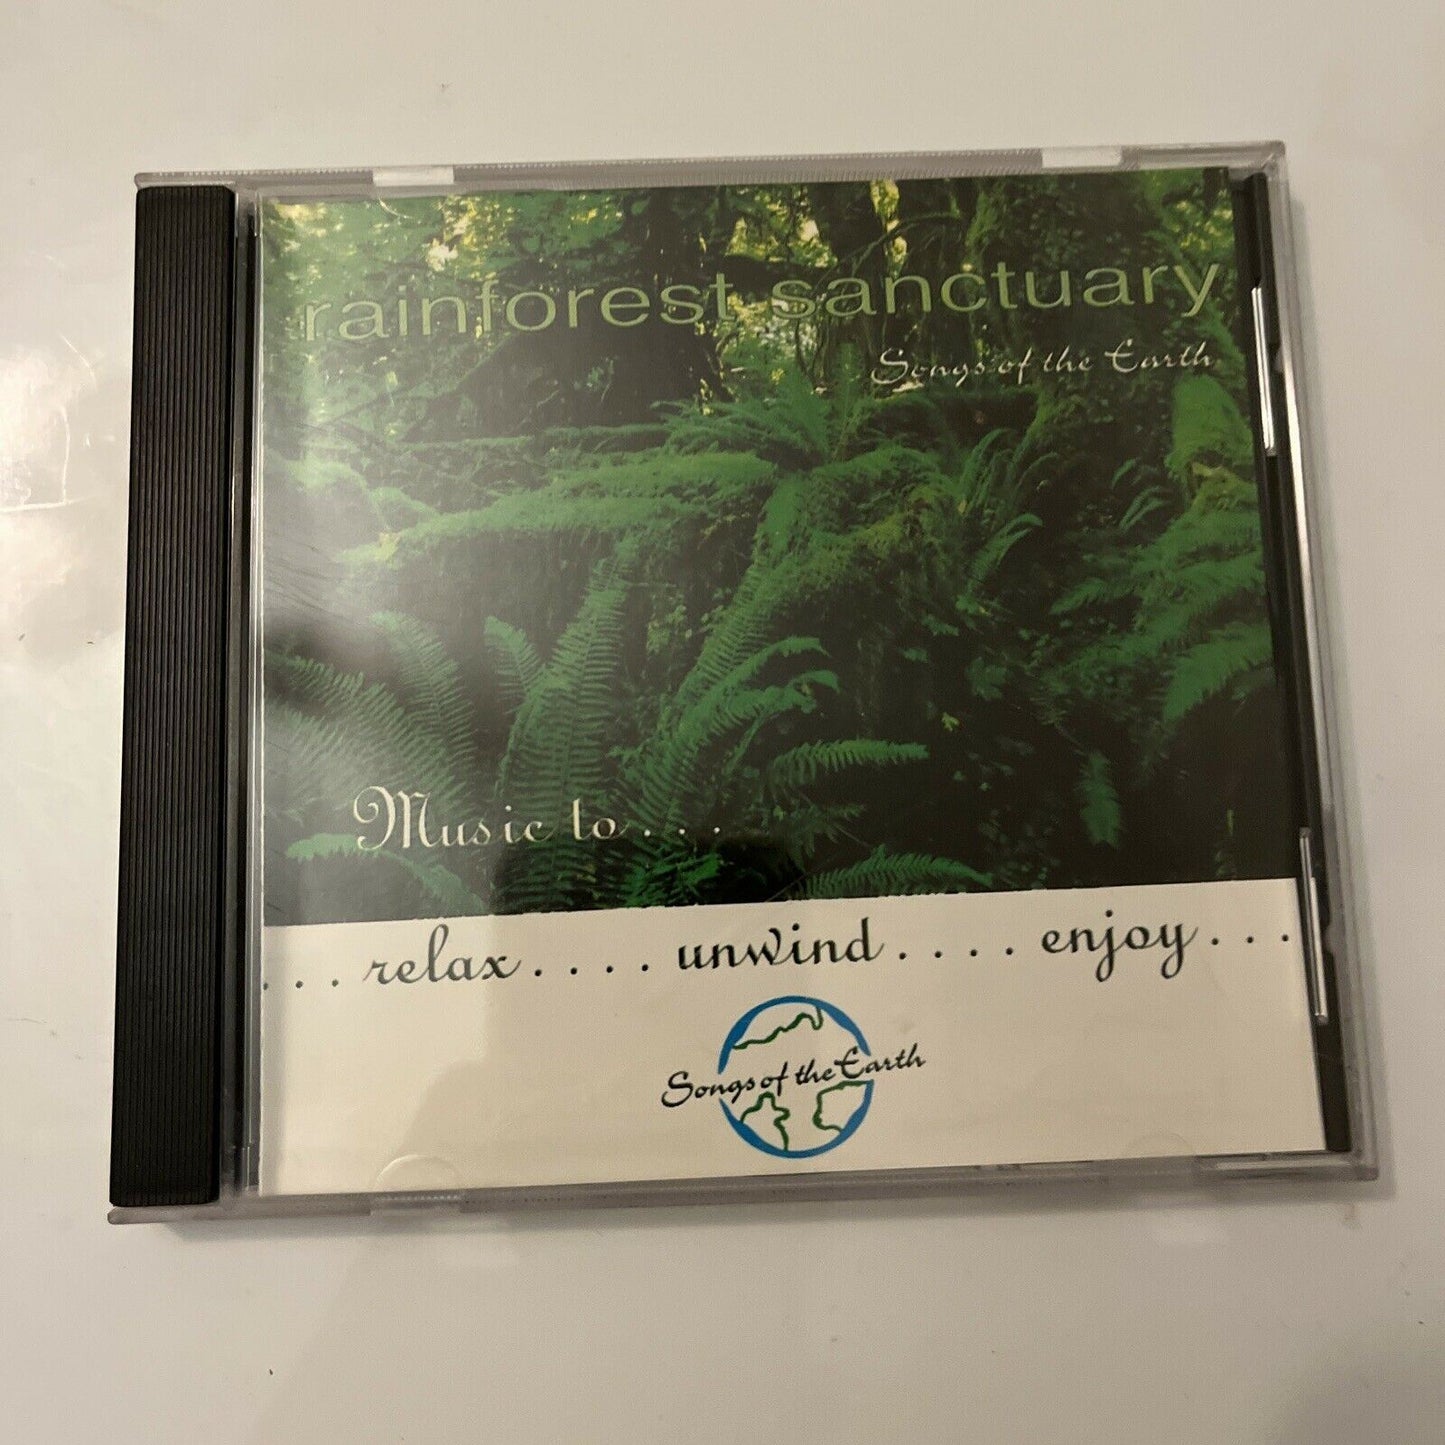 rainforest sanctuary
Songs of the Earth
Music to . . .
. . . relax . . . . unwind . . . . enjoy . . .
Songs of the Earth